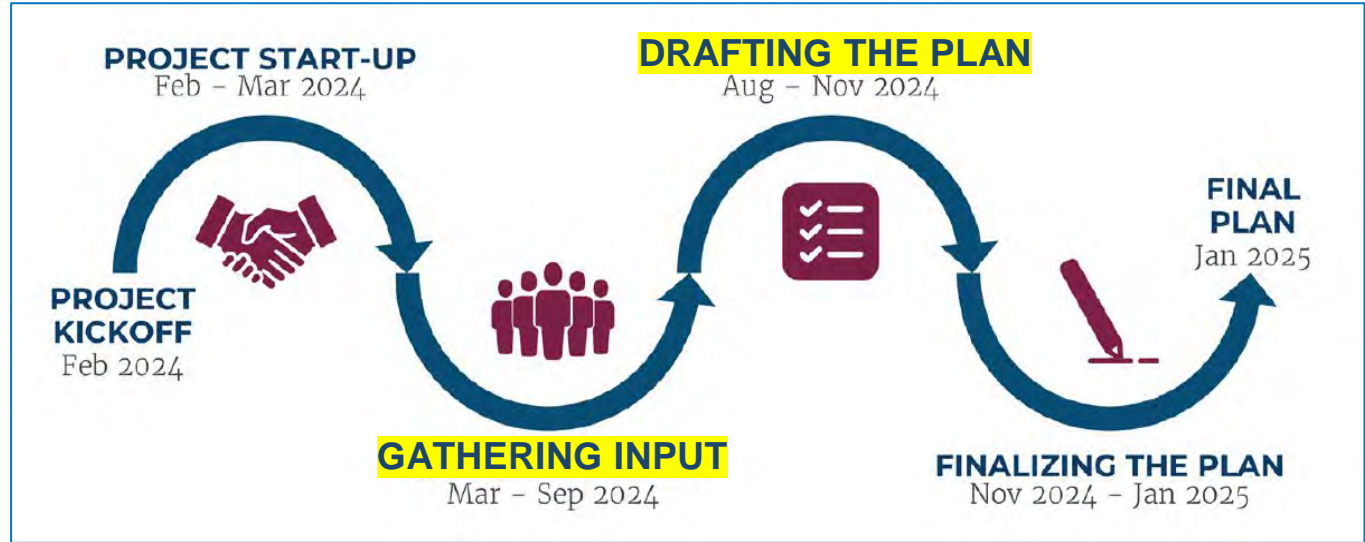 PROJECT KICKOFF
Feb 2024
PROJECT START-UP
Feb – Mar 2024
GATHERING INPUT
Mar – Sep 2024
DRAFTING THE PLAN
Aug – Nov 2024
FINALIZING THE PLAN
Nov 2024 – Jan 2025
FINAL
PLAN
Jan 2025